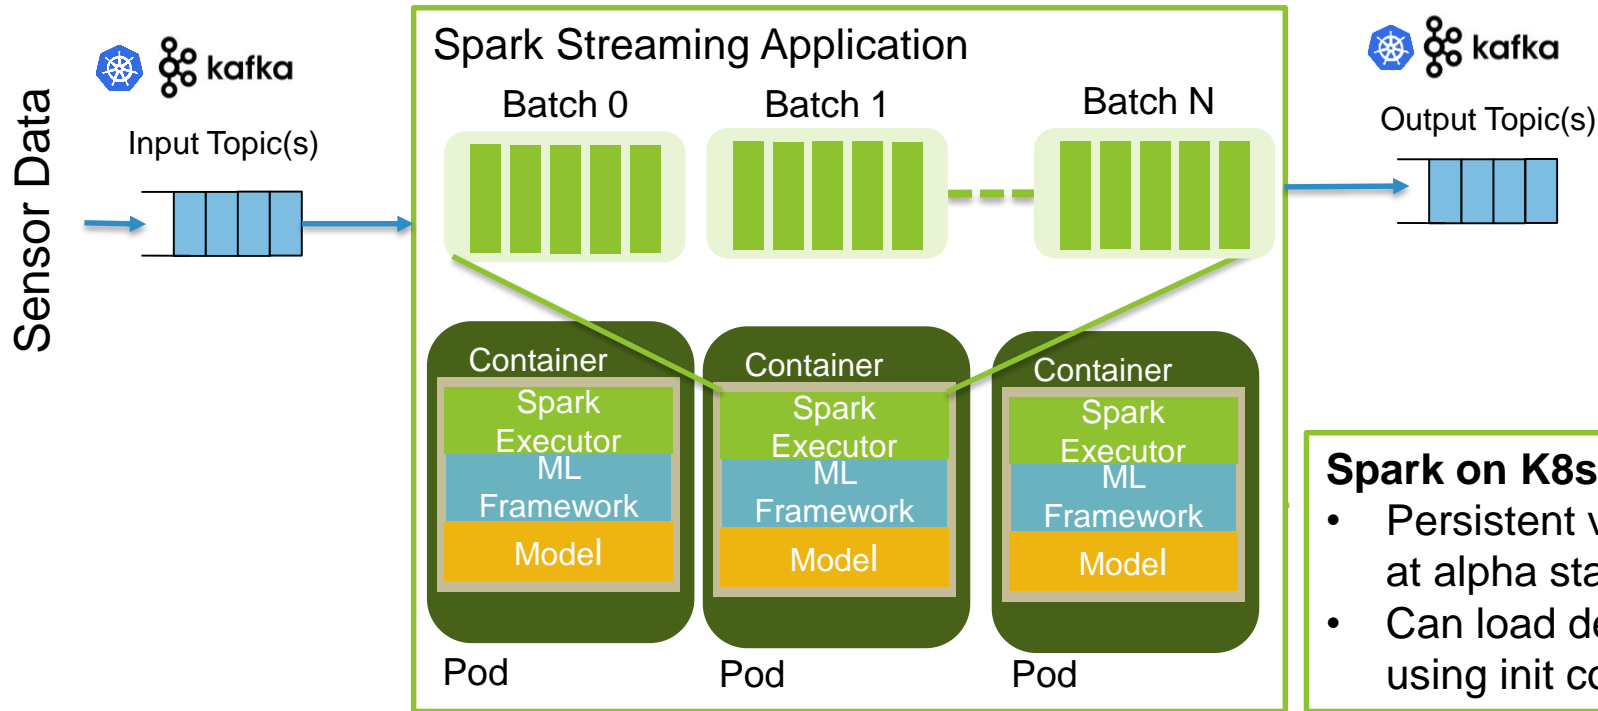 Sensor Data
kafka
Input Topic(s)
Spark Streaming Application
Batch 0
Batch 1
Batch N
kafka
Output Topic(s)
Container
Spark
Executor
ML
Framework
Model
Pod
Container
Spark
Executor
ML
Framework
Model
Pod
Container
Spark
Executor
ML
Framework
Model
Pod
Spark on K8s
• Persistent
at alpha
• Can load
using init